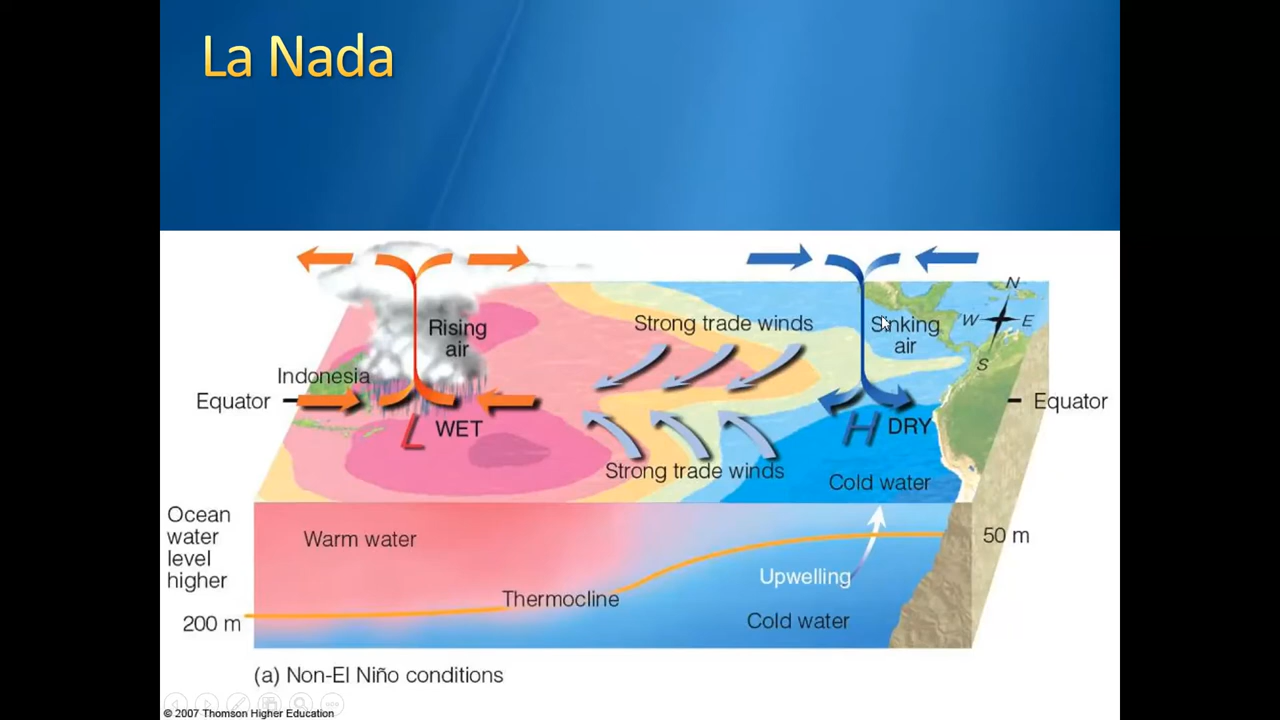 La Nada
Rising
air
Strong trade winds
Sinking
air
N
W
E
S
Indonesia
Equator
Equator
L
WET
H
DRY
Strong trade winds
Cold water
Ocean
water
level
higher
Warm water
50 m
Upwelling
Thermocline
200 m
Cold water
(a) Non-El Niño conditions
© 2007 Thomson Higher Education